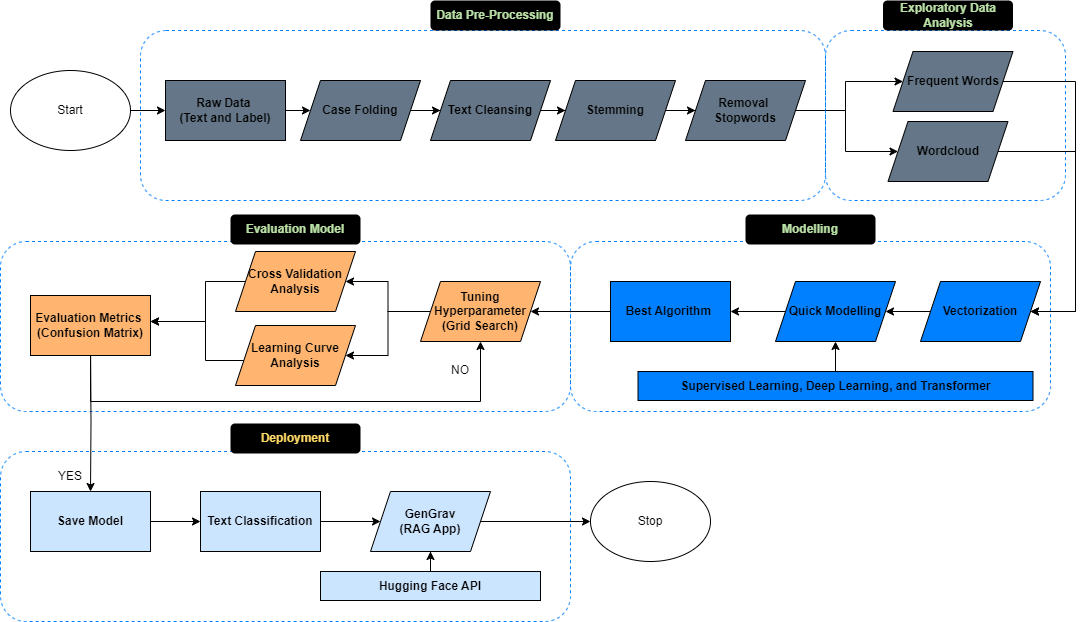 Data Pre-Processing
Exploratory Data
Analysis
Start
Raw Data
(Text and Label)
Case Folding
Text Cleansing
Stemming
Removal
Stopwords
Frequent Words
Wordcloud
Evaluation Model
Modelling
Cross Validation
Analysis
Learning Curve
Analysis
Evaluation Metrics
(Confusion Matrix)
Tuning
Hyperparameter
(Grid Search)
NO
Best Algorithm
Quick Modelling
Vectorization
Supervised Learning, Deep Learning, and Transformer
Deployment
YES
Save Model
Text Classification
GenGrav
(RAG App)
Hugging Face API
Stop